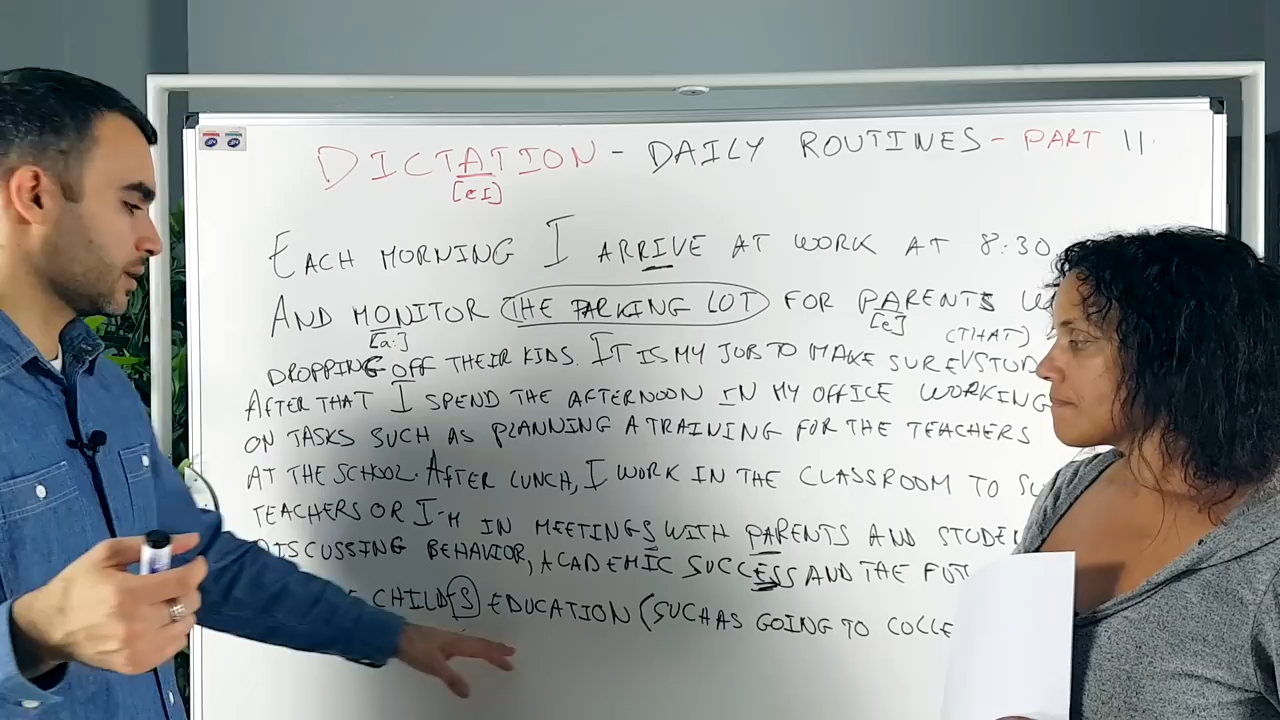 DICTATION - DAILY ROUTINES - PART II.
[eI]
EACH MORNING I ARRIVE AT WORK AT 8:30
AND MONITOR THE PARKING LOT FOR PARENTS
[a:] [e] (THAT)
DROPPING OFF THEIR KIDS. IT IS MY JOB TO MAKE SURE STUD
AFTER THAT I SPEND THE AFTERNOON IN MY OFFICE WORKING
ON TASKS SUCH AS PLANNING A TRAINING FOR THE TEACHERS
AT THE SCHOOL. AFTER LUNCH, I WORK IN THE CLASSROOM TO SU
TEACHERS OR I'M IN MEETINGS WITH PARENTS AND STUDEN
DISCUSSING BEHAVIOR, ACADEMIC SUCCESS AND THE FUT
CHILD'S EDUCATION (SUCH AS GOING TO COLLE